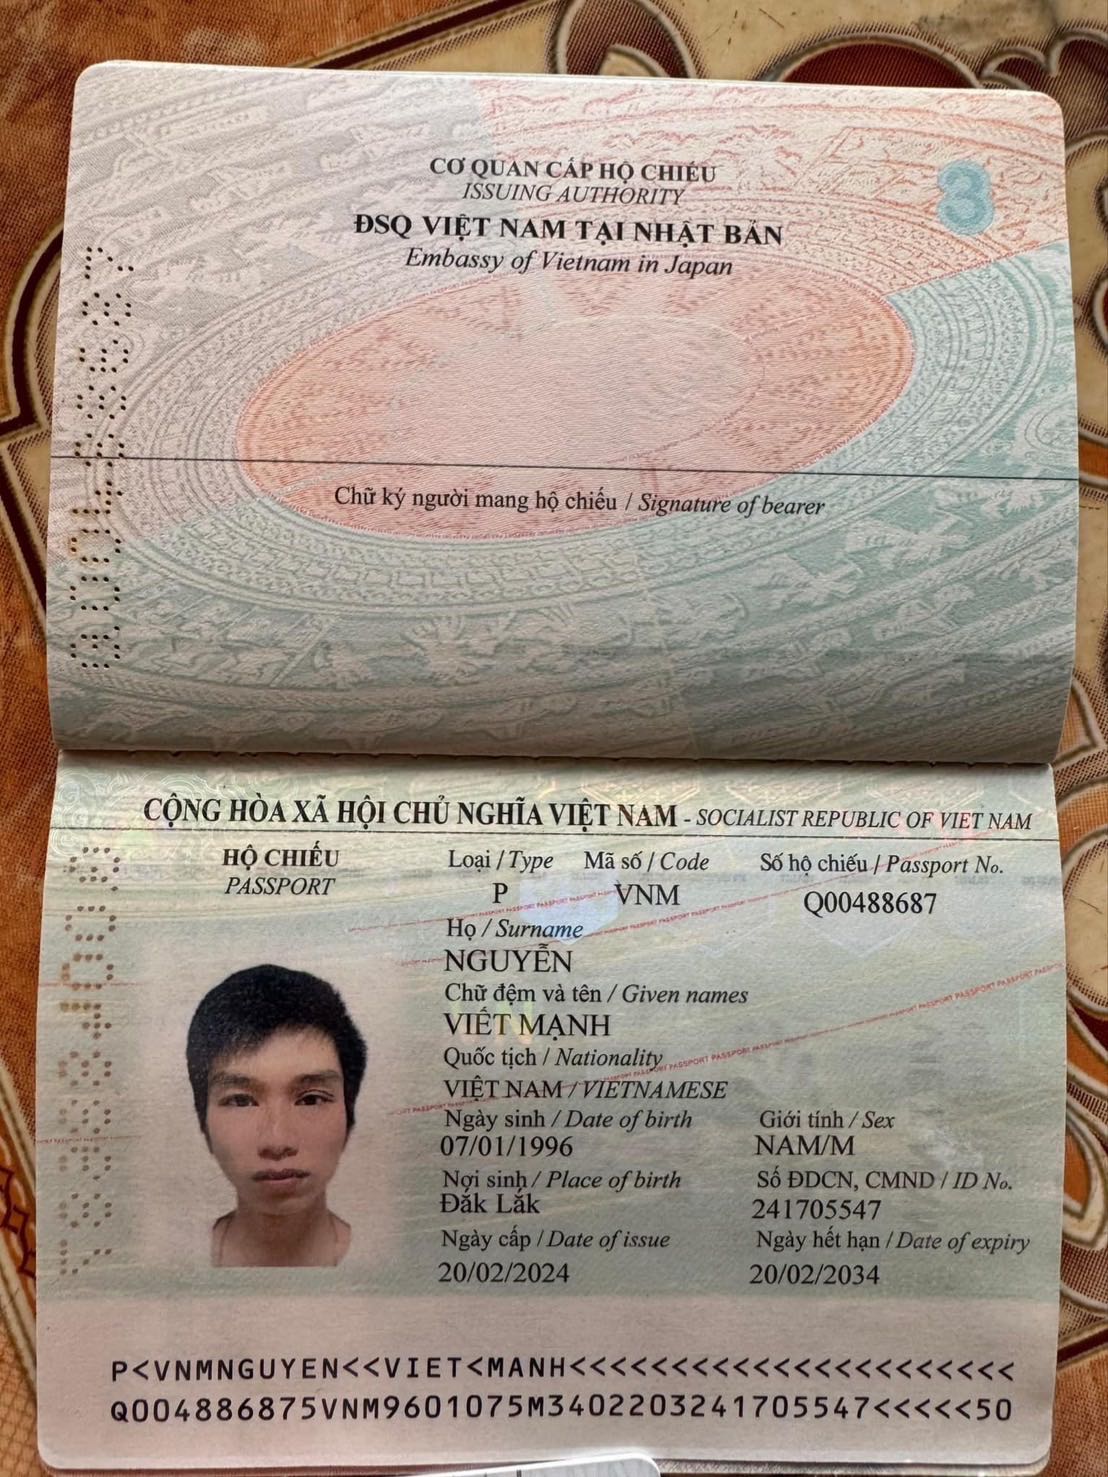 CƠ QUAN CẤP HỘ CHIẾU
ISSUING AUTHORITY
ĐSQ VIỆT NAM TẠI NHẬT BẢN
Embassy of Vietnam in Japan
3
Chữ ký người mang hộ chiếu / Signature of bearer
CỘNG HÒA XÃ HỘI CHỦ NGHĨA VIỆT NAM - SOCIALIST REPUBLIC OF VIET NAM
HỘ CHIẾU
PASSPORT
Loại / Type Mã số / Code Số hộ chiếu / Passport No.
P VNM Q00488687
Họ / Surname
NGUYỄN
Chữ đệm và tên / Given names
VIẾT MẠNH
Quốc tịch / Nationality
VIỆT NAM / VIETNAMESE
Ngày sinh / Date of birth Giới tính / Sex
07/01/1996 NAM/M
Nơi sinh / Place of birth Số ĐDCN, CMND / ID No.
Đắk Lắk 241705547
Ngày cấp / Date of issue Ngày hết hạn / Date of expiry
20/02/2024 20/02/2034
P<VNMNGUYEN<<VIET<MANH<<<<<<<<<<<<<<<<<<<<<<
Q004886875VNM9601075M3402203241705547<<<<<50